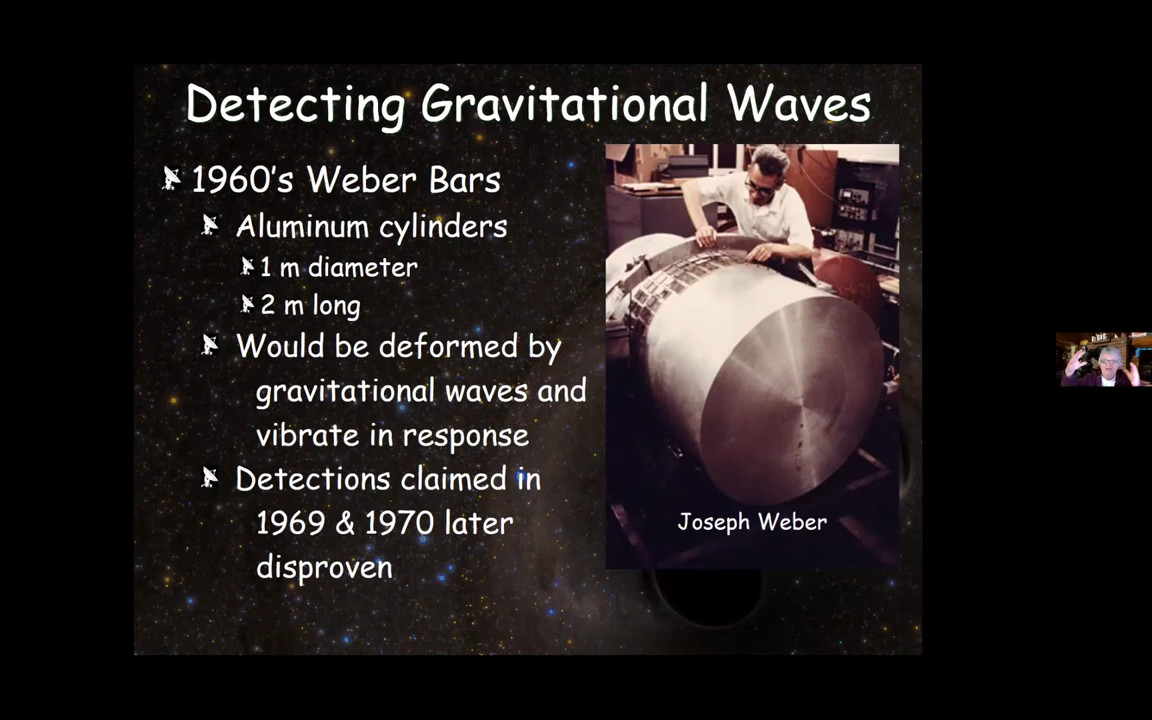 Detecting Gravitational Waves
1960's Weber Bars
Aluminum cylinders
1 m diameter
2 m long
Would be deformed by
gravitational waves and
vibrate in response
Detections claimed in
1969 & 1970 later
disproven
Joseph Weber